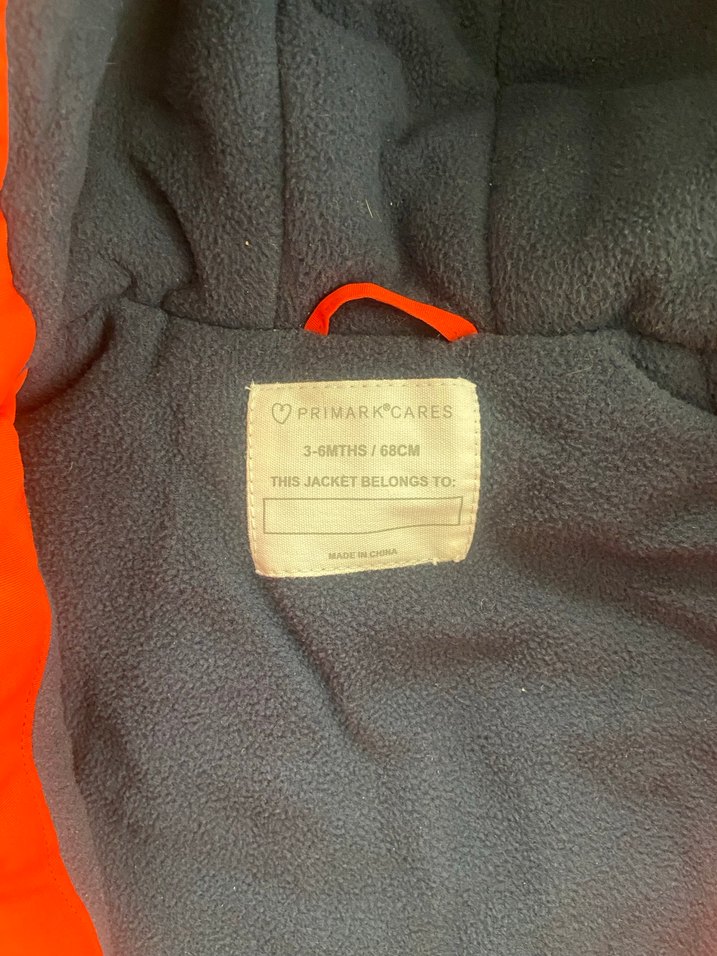 PRIMARK®CARES
3-6MTHS / 68CM
THIS JACKET BELONGS TO:
MADE IN CHINA